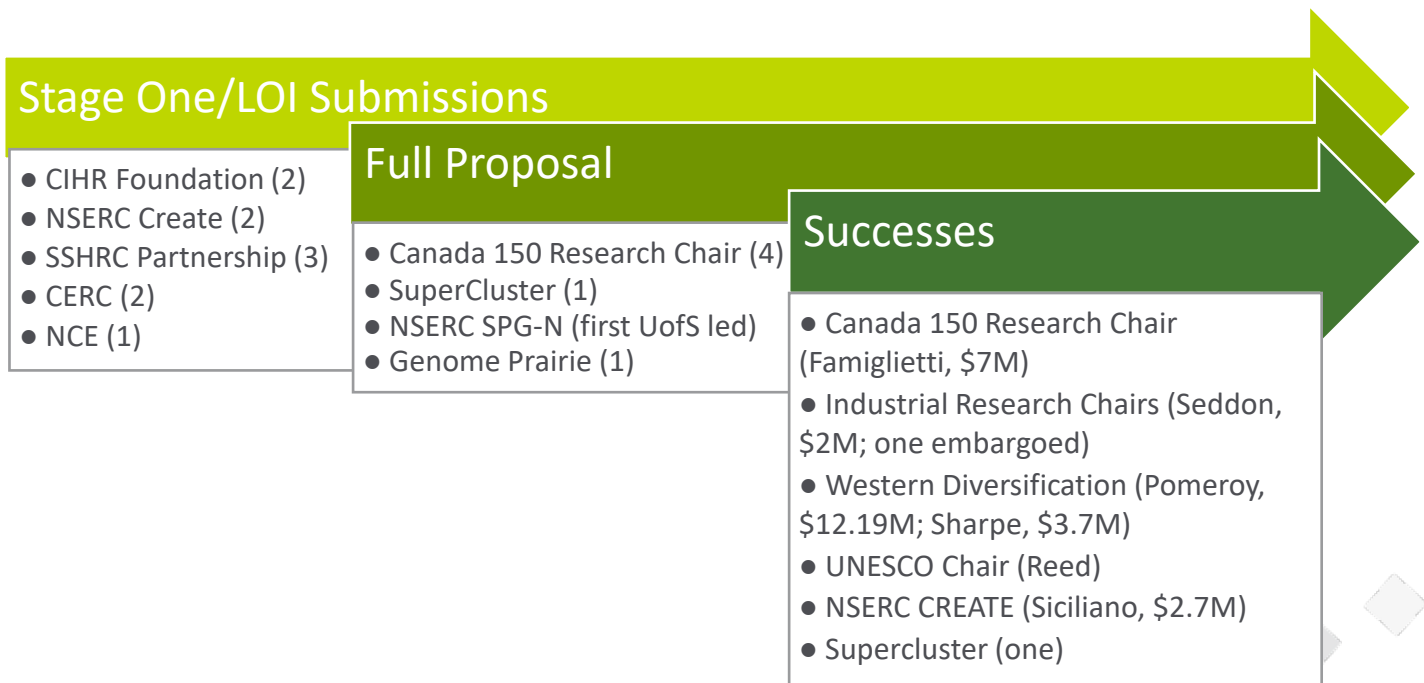 Stage One/LOI Submissions
● CIHR Foundation (2)
● NSERC Create (2)
● SSHRC Partnership (3)
● CERC (2)
● NCE (1)
Full Proposal
● Canada 150 Research Chair (4)
● SuperCluster (1)
● NSERC SPG-N (first UofS led)
● Genome Prairie (1)
Successes
● Canada 150 Research Chair
(Famiglietti, $7M)
● Industrial Research Chairs (Seddon,
$2M; one embargoed)
● Western Diversification (Pomeroy,
$12.19M; Sharpe, $3.7M)
● UNESCO Chair (Reed)
● NSERC CREATE (Siciliano, $2.7M)
● Supercluster (one)